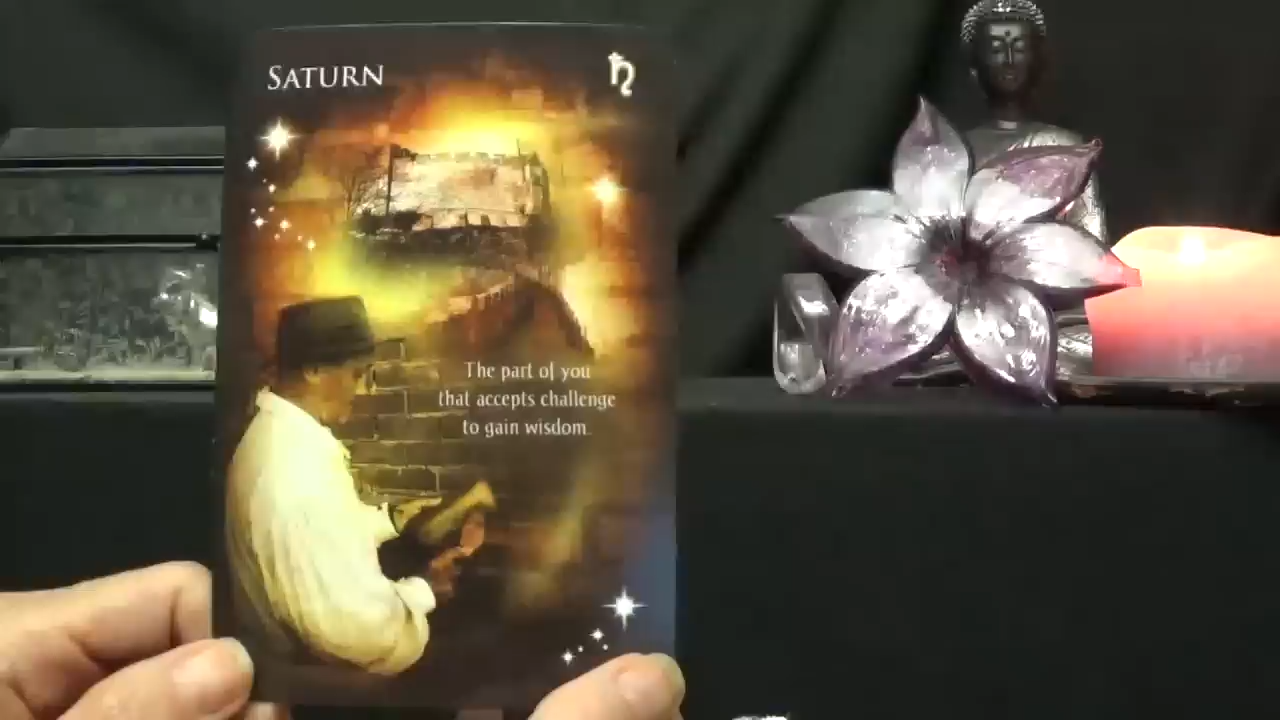 SATURN ♄
The part of you
that accepts challenge
to gain wisdom.